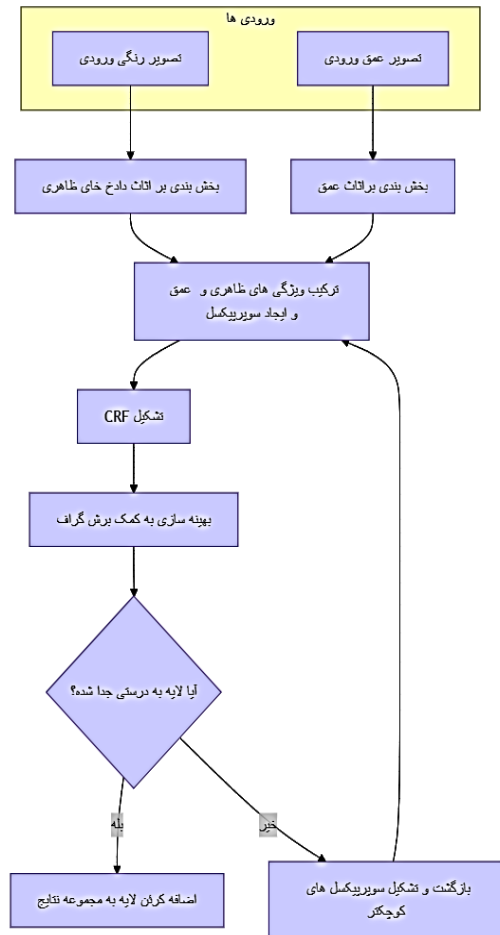 ورودی ها
تصویر رنگی ورودی
تصویر عمق ورودی
بخش بندی بر اثاث دادخ خای ظاهری
بخش بندی براثاث عمق
ترکیب ویژگی های ظاهری و عمق
و ایجاد سوپرپیکسل
تشکیل CRF
بهینه سازی به کمک برش گراف
آیا لایه به درستی جدا شده؟
بله
خیر
اضافه کرئن لایه به مجموعه نتایج
بازگشت و تشکیل سوپرپیکسل های
کوچکتر